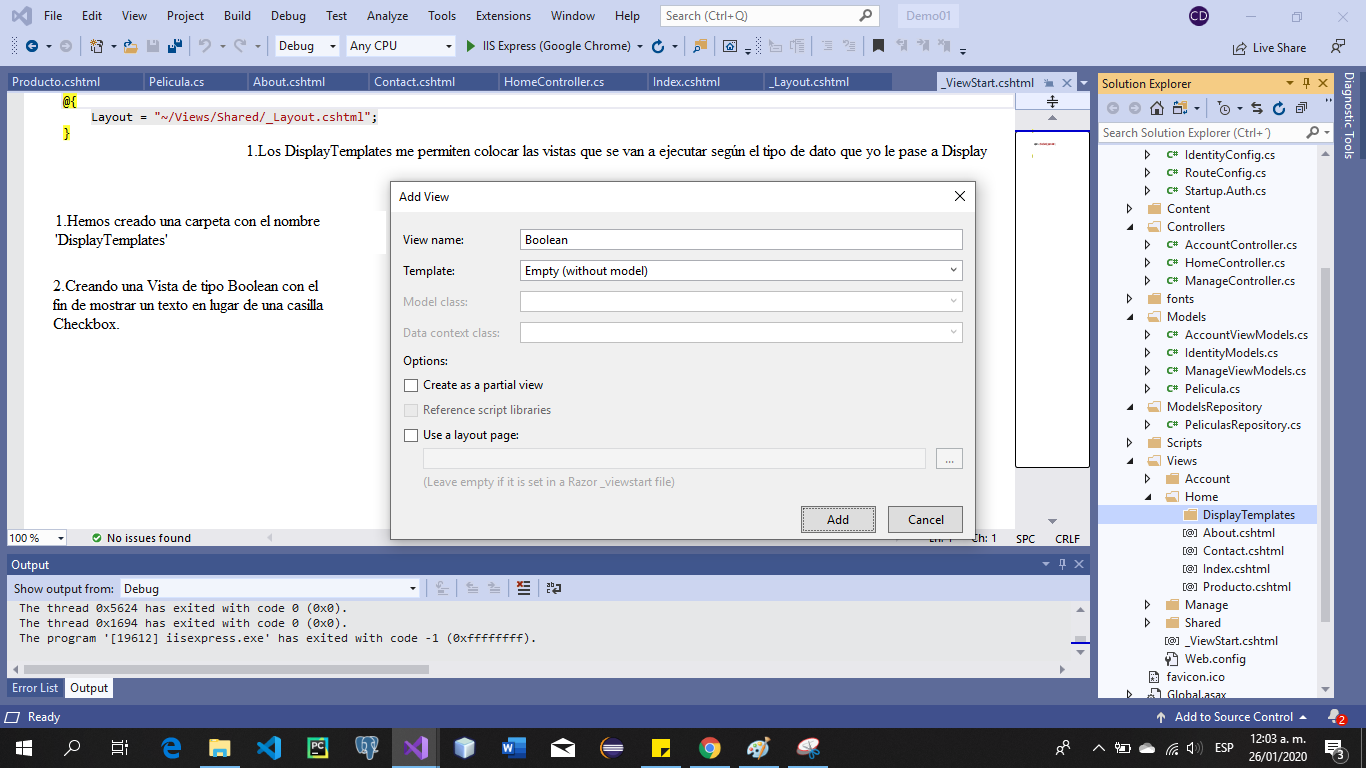 File Edit View Project Build Debug Test Analyze Tools Extensions Window Help Search (Ctrl+Q) Demo01 CD
Debug Any CPU IIS Express (Google Chrome) Live Share
Producto.cshtml Pelicula.cs About.cshtml Contact.cshtml HomeController.cs Index.cshtml _Layout.cshtml _ViewStart.cshtml
@{
Layout = "~/Views/Shared/_Layout.cshtml";
}
1.Los DisplayTemplates me permiten colocar las vistas que se van a ejecutar según el tipo de dato que yo le pase a Display
1.Hemos creado una carpeta con el nombre
'DisplayTemplates'
2.Creando una Vista de tipo Boolean con el
fin de mostrar un texto en lugar de una casilla
Checkbox.
Add View
View name: Boolean
Template: Empty (without model)
Model class:
Data context class:
Options:
Create as a partial view
Reference script libraries
Use a layout page:
...
(Leave empty if it is set in a Razor _viewstart file)
Add Cancel
100 % No issues found Ch: 1 SPC CRLF
Output
Show output from: Debug
The thread 0x5624 has exited with code 0 (0x0).
The thread 0x1694 has exited with code 0 (0x0).
The program '[19612] iisexpress.exe' has exited with code -1 (0xffffffff).
Error List Output
Solution Explorer
Search Solution Explorer (Ctrl+´)
C# IdentityConfig.cs
C# RouteConfig.cs
C# Startup.Auth.cs
Content
Controllers
C# AccountController.cs
C# HomeController.cs
C# ManageController.cs
fonts
Models
C# AccountViewModels.cs
C# IdentityModels.cs
C# ManageViewModels.cs
C# Pelicula.cs
ModelsRepository
C# PeliculasRepository.cs
Scripts
Views
Account
Home
DisplayTemplates
[@] About.cshtml
[@] Contact.cshtml
[@] Index.cshtml
[@] Producto.cshtml
Manage
Shared
[@] _ViewStart.cshtml
Web.config
favicon.ico
Global.asax
Diagnostic Tools
Ready Add to Source Control 2
PC W ESP 12:03 a. m.
26/01/2020 3